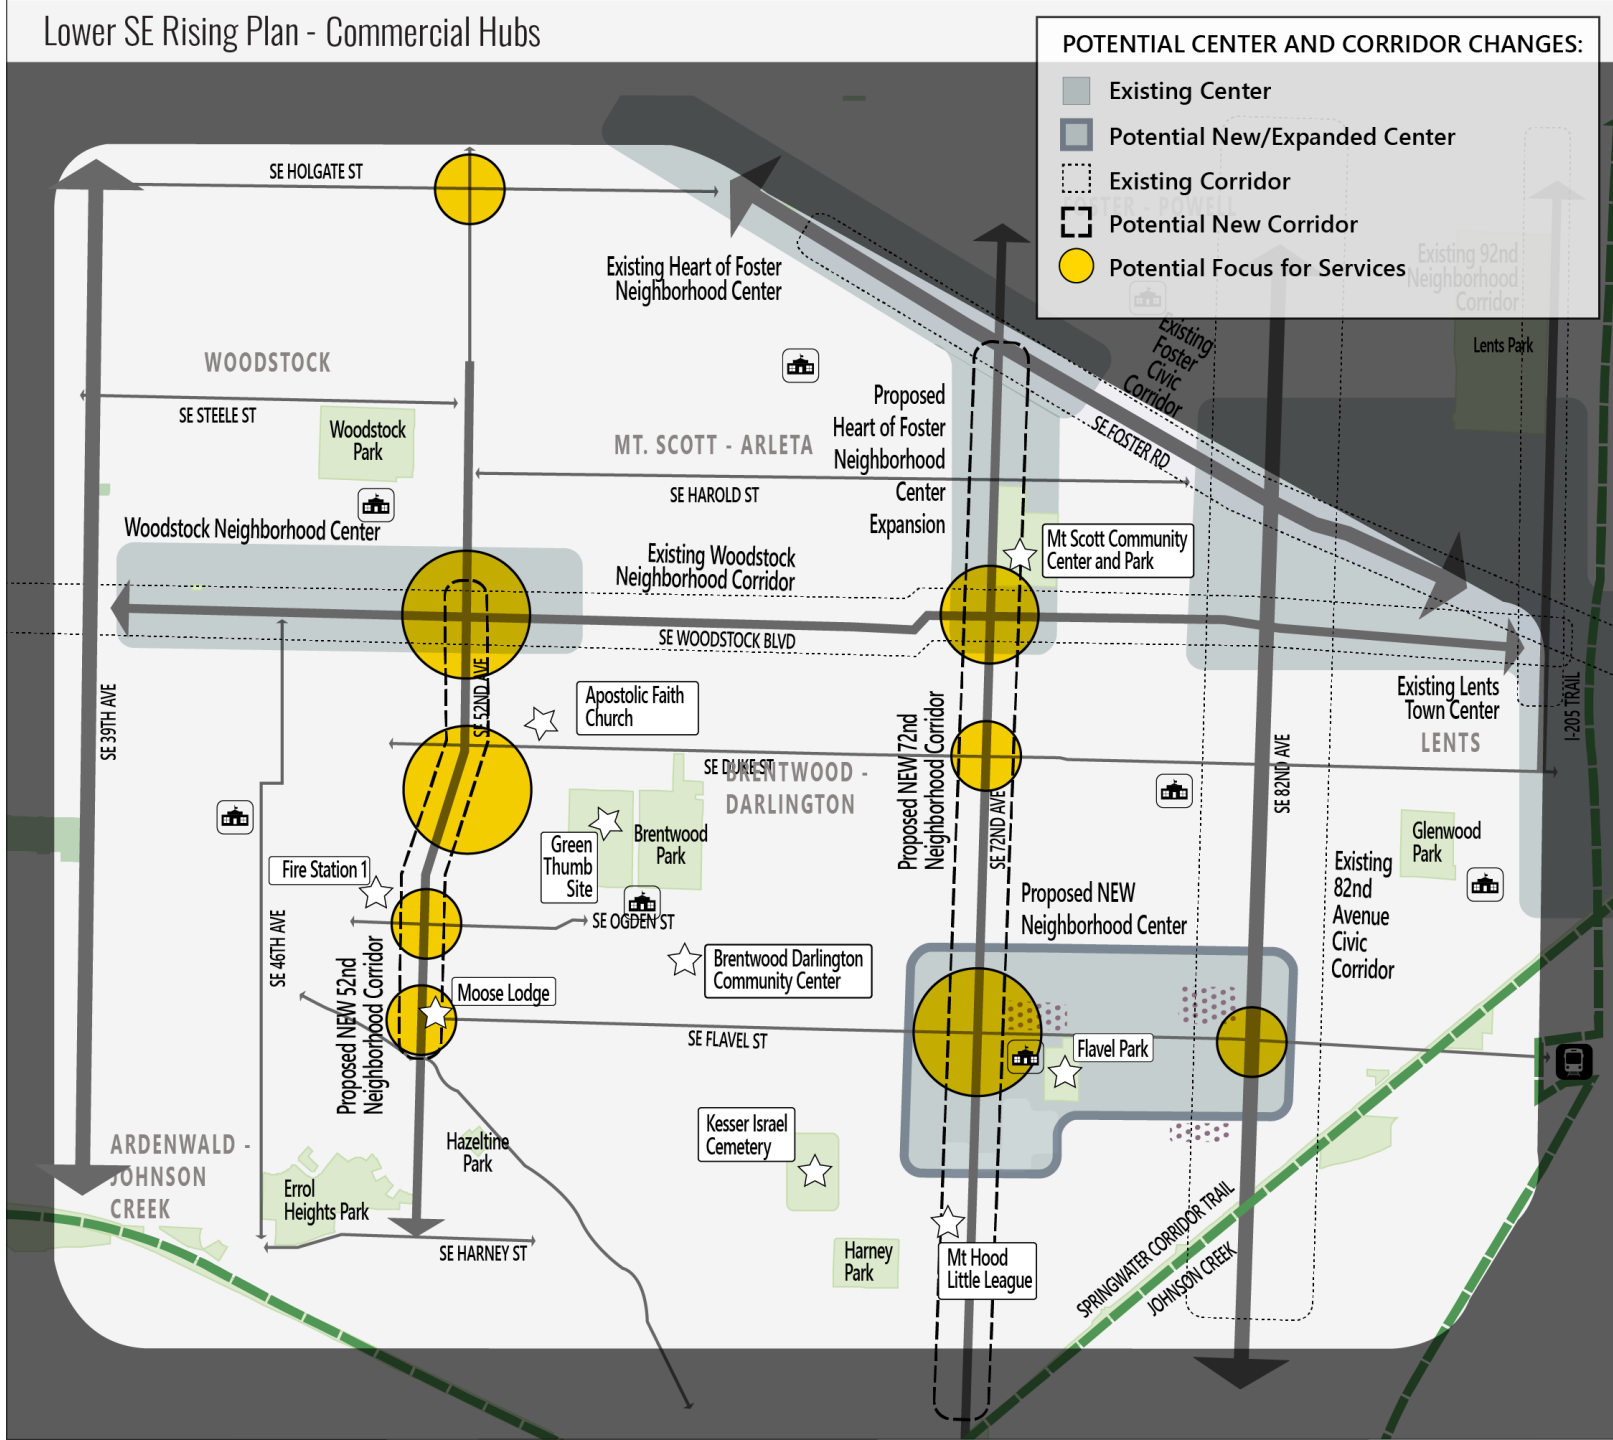 Lower SE Rising Plan - Commercial Hubs
POTENTIAL CENTER AND CORRIDOR CHANGES:
Existing Center
Potential New/Expanded Center
Existing Corridor
Potential New Corridor
Potential Focus for Services
FOSTER - POWELL
Existing 92nd
Neighborhood
Corridor
SE HOLGATE ST
Existing Heart of Foster
Neighborhood Center
Existing
Foster
Civic
Corridor
Lents Park
WOODSTOCK
SE STEELE ST
Woodstock
Park
MT. SCOTT - ARLETA
Proposed
Heart of Foster
Neighborhood
Center
Expansion
SE FOSTER RD
SE HAROLD ST
Woodstock Neighborhood Center
Existing Woodstock
Neighborhood Corridor
Mt Scott Community
Center and Park
SE WOODSTOCK BLVD
SE 39TH AVE
SE 52ND AVE
Apostolic Faith
Church
Existing Lents
Town Center
LENTS
I-205 TRAIL
SE DUKE ST
BRENTWOOD -
DARLINGTON
Proposed NEW 72nd
Neighborhood Corridor
SE 72ND AVE
SE 82ND AVE
Green
Thumb
Site
Brentwood
Park
Glenwood
Park
Fire Station 1
Existing
82nd
Avenue
Civic
Corridor
SE OGDEN ST
Proposed NEW
Neighborhood Center
SE 46TH AVE
Brentwood Darlington
Community Center
Proposed NEW 52nd
Neighborhood Corridor
Moose Lodge
SE FLAVEL ST
Flavel Park
Kesser Israel
Cemetery
ARDENWALD -
JOHNSON
CREEK
Hazeltine
Park
Errol
Heights Park
SE HARNEY ST
Harney
Park
Mt Hood
Little League
SPRINGWATER CORRIDOR TRAIL
JOHNSON CREEK